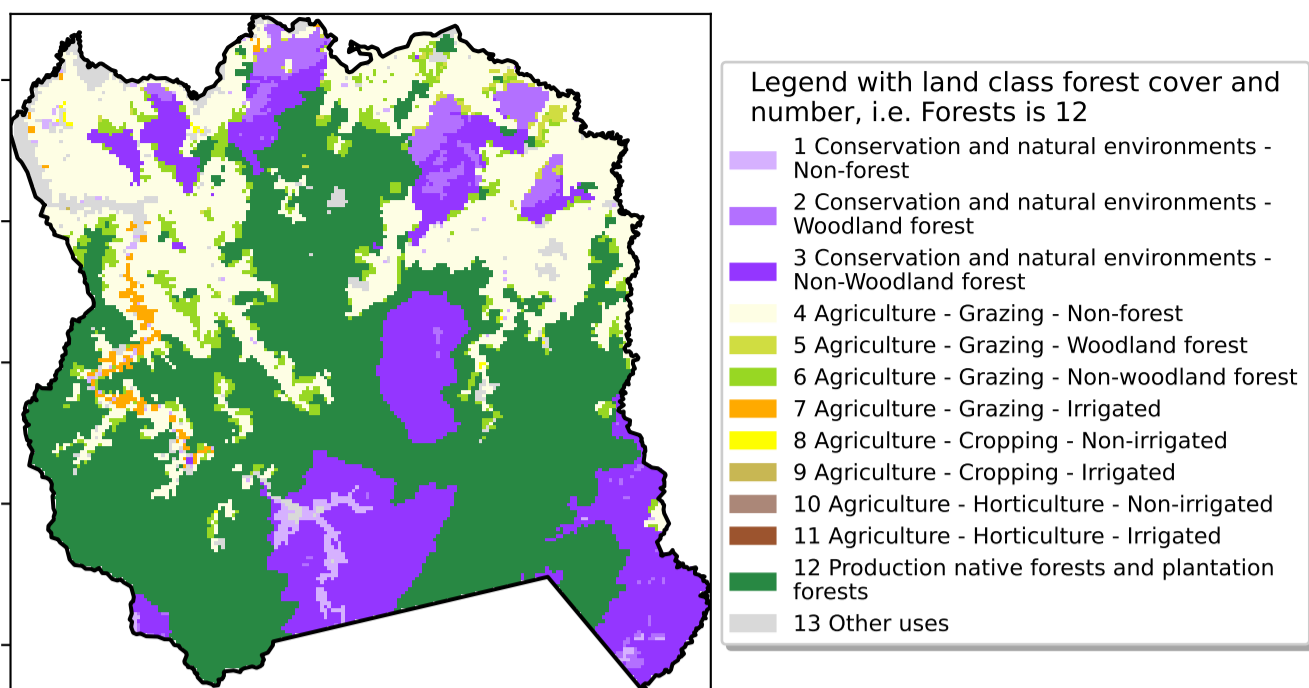 Legend with land class forest cover and
number, i.e. Forests is 12
1 Conservation and natural environments -
Non-forest
2 Conservation and natural environments -
Woodland forest
3 Conservation and natural environments -
Non-Woodland forest
4 Agriculture - Grazing - Non-forest
5 Agriculture - Grazing - Woodland forest
6 Agriculture - Grazing - Non-woodland forest
7 Agriculture - Grazing - Irrigated
8 Agriculture - Cropping - Non-irrigated
9 Agriculture - Cropping - Irrigated
10 Agriculture - Horticulture - Non-irrigated
11 Agriculture - Horticulture - Irrigated
12 Production native forests and plantation
forests
13 Other uses